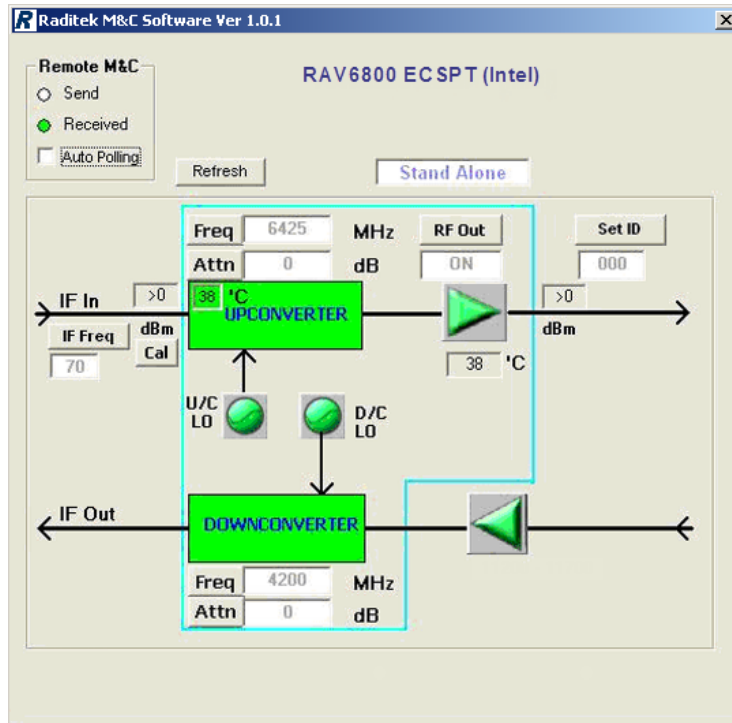 R Raditek M&C Software Ver 1.0.1
Remote M&C
Send
Received
Auto Polling
RAV6800 ECSPT (Intel)
Refresh
Stand Alone
Freq 6425 MHz RF Out Set ID
Attn 0 dB ON 000
IF In >0 38 'C >0
UPCONVERTER
IF Freq dBm dBm
70 Cal 38 'C
U/C LO
D/C LO
IF Out
DOWNCONVERTER
Freq 4200 MHz
Attn 0 dB